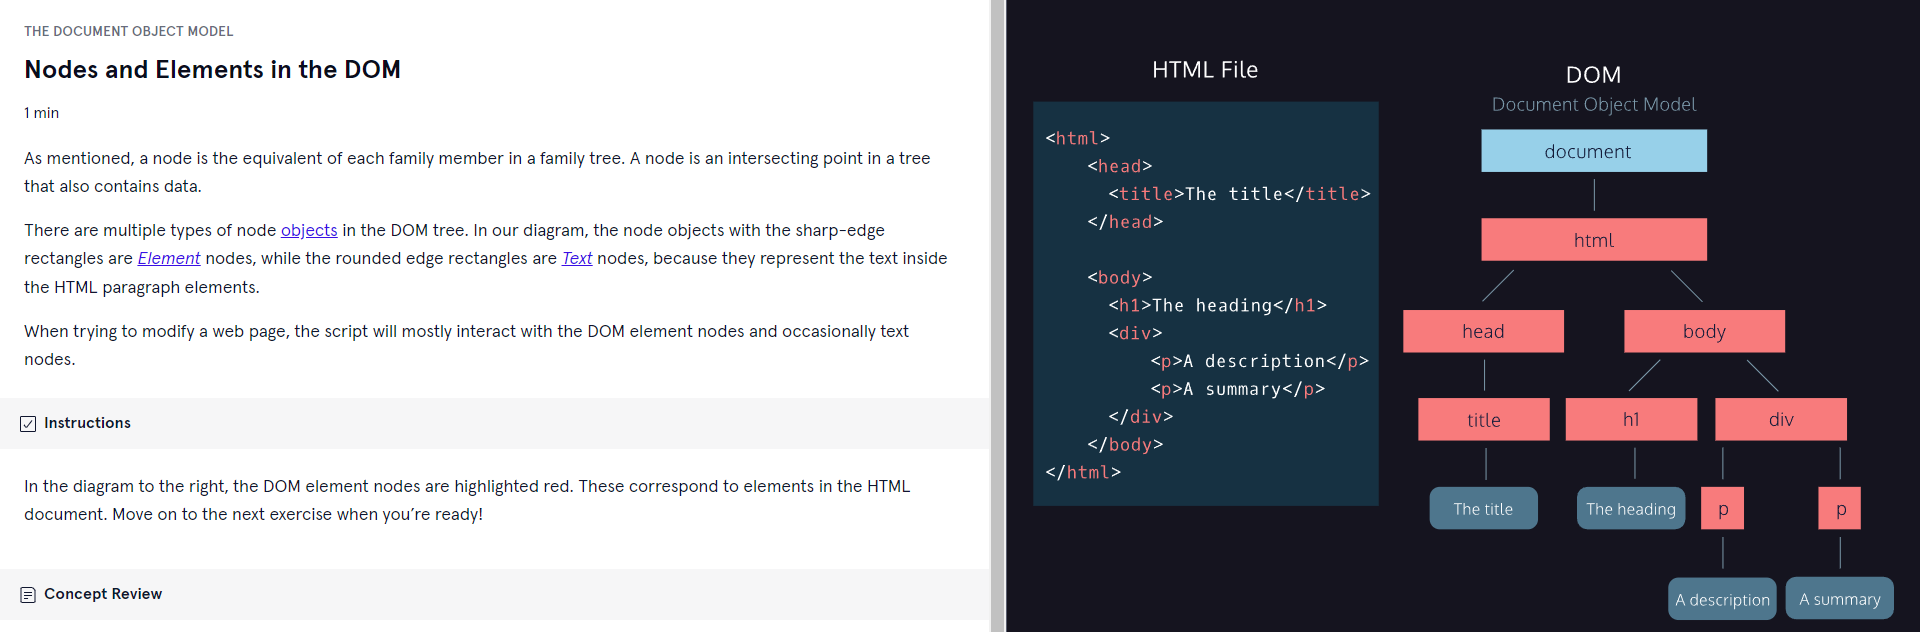 THE DOCUMENT OBJECT MODEL
Nodes and Elements in the DOM
1 min
As mentioned, a node is the equivalent of each family member in a family tree. A node is an intersecting point in a tree
that also contains data.
There are multiple types of node objects in the DOM tree. In our diagram, the node objects with the sharp-edge
rectangles are Element nodes, while the rounded edge rectangles are Text nodes, because they represent the text inside
the HTML paragraph elements.
When trying to modify a web page, the script will mostly interact with the DOM element nodes and occasionally text
nodes.
Instructions
In the diagram to the right, the DOM element nodes are highlighted red. These correspond to elements in the HTML
document. Move on to the next exercise when you’re ready!
Concept Review
HTML File
<html>
<head>
<title>The title</title>
</head>
<body>
<h1>The heading</h1>
<div>
<p>A description</p>
<p>A summary</p>
</div>
</body>
</html>
DOM
Document Object Model
document
html
head body
title h1 div
The title The heading p p
A description A summary